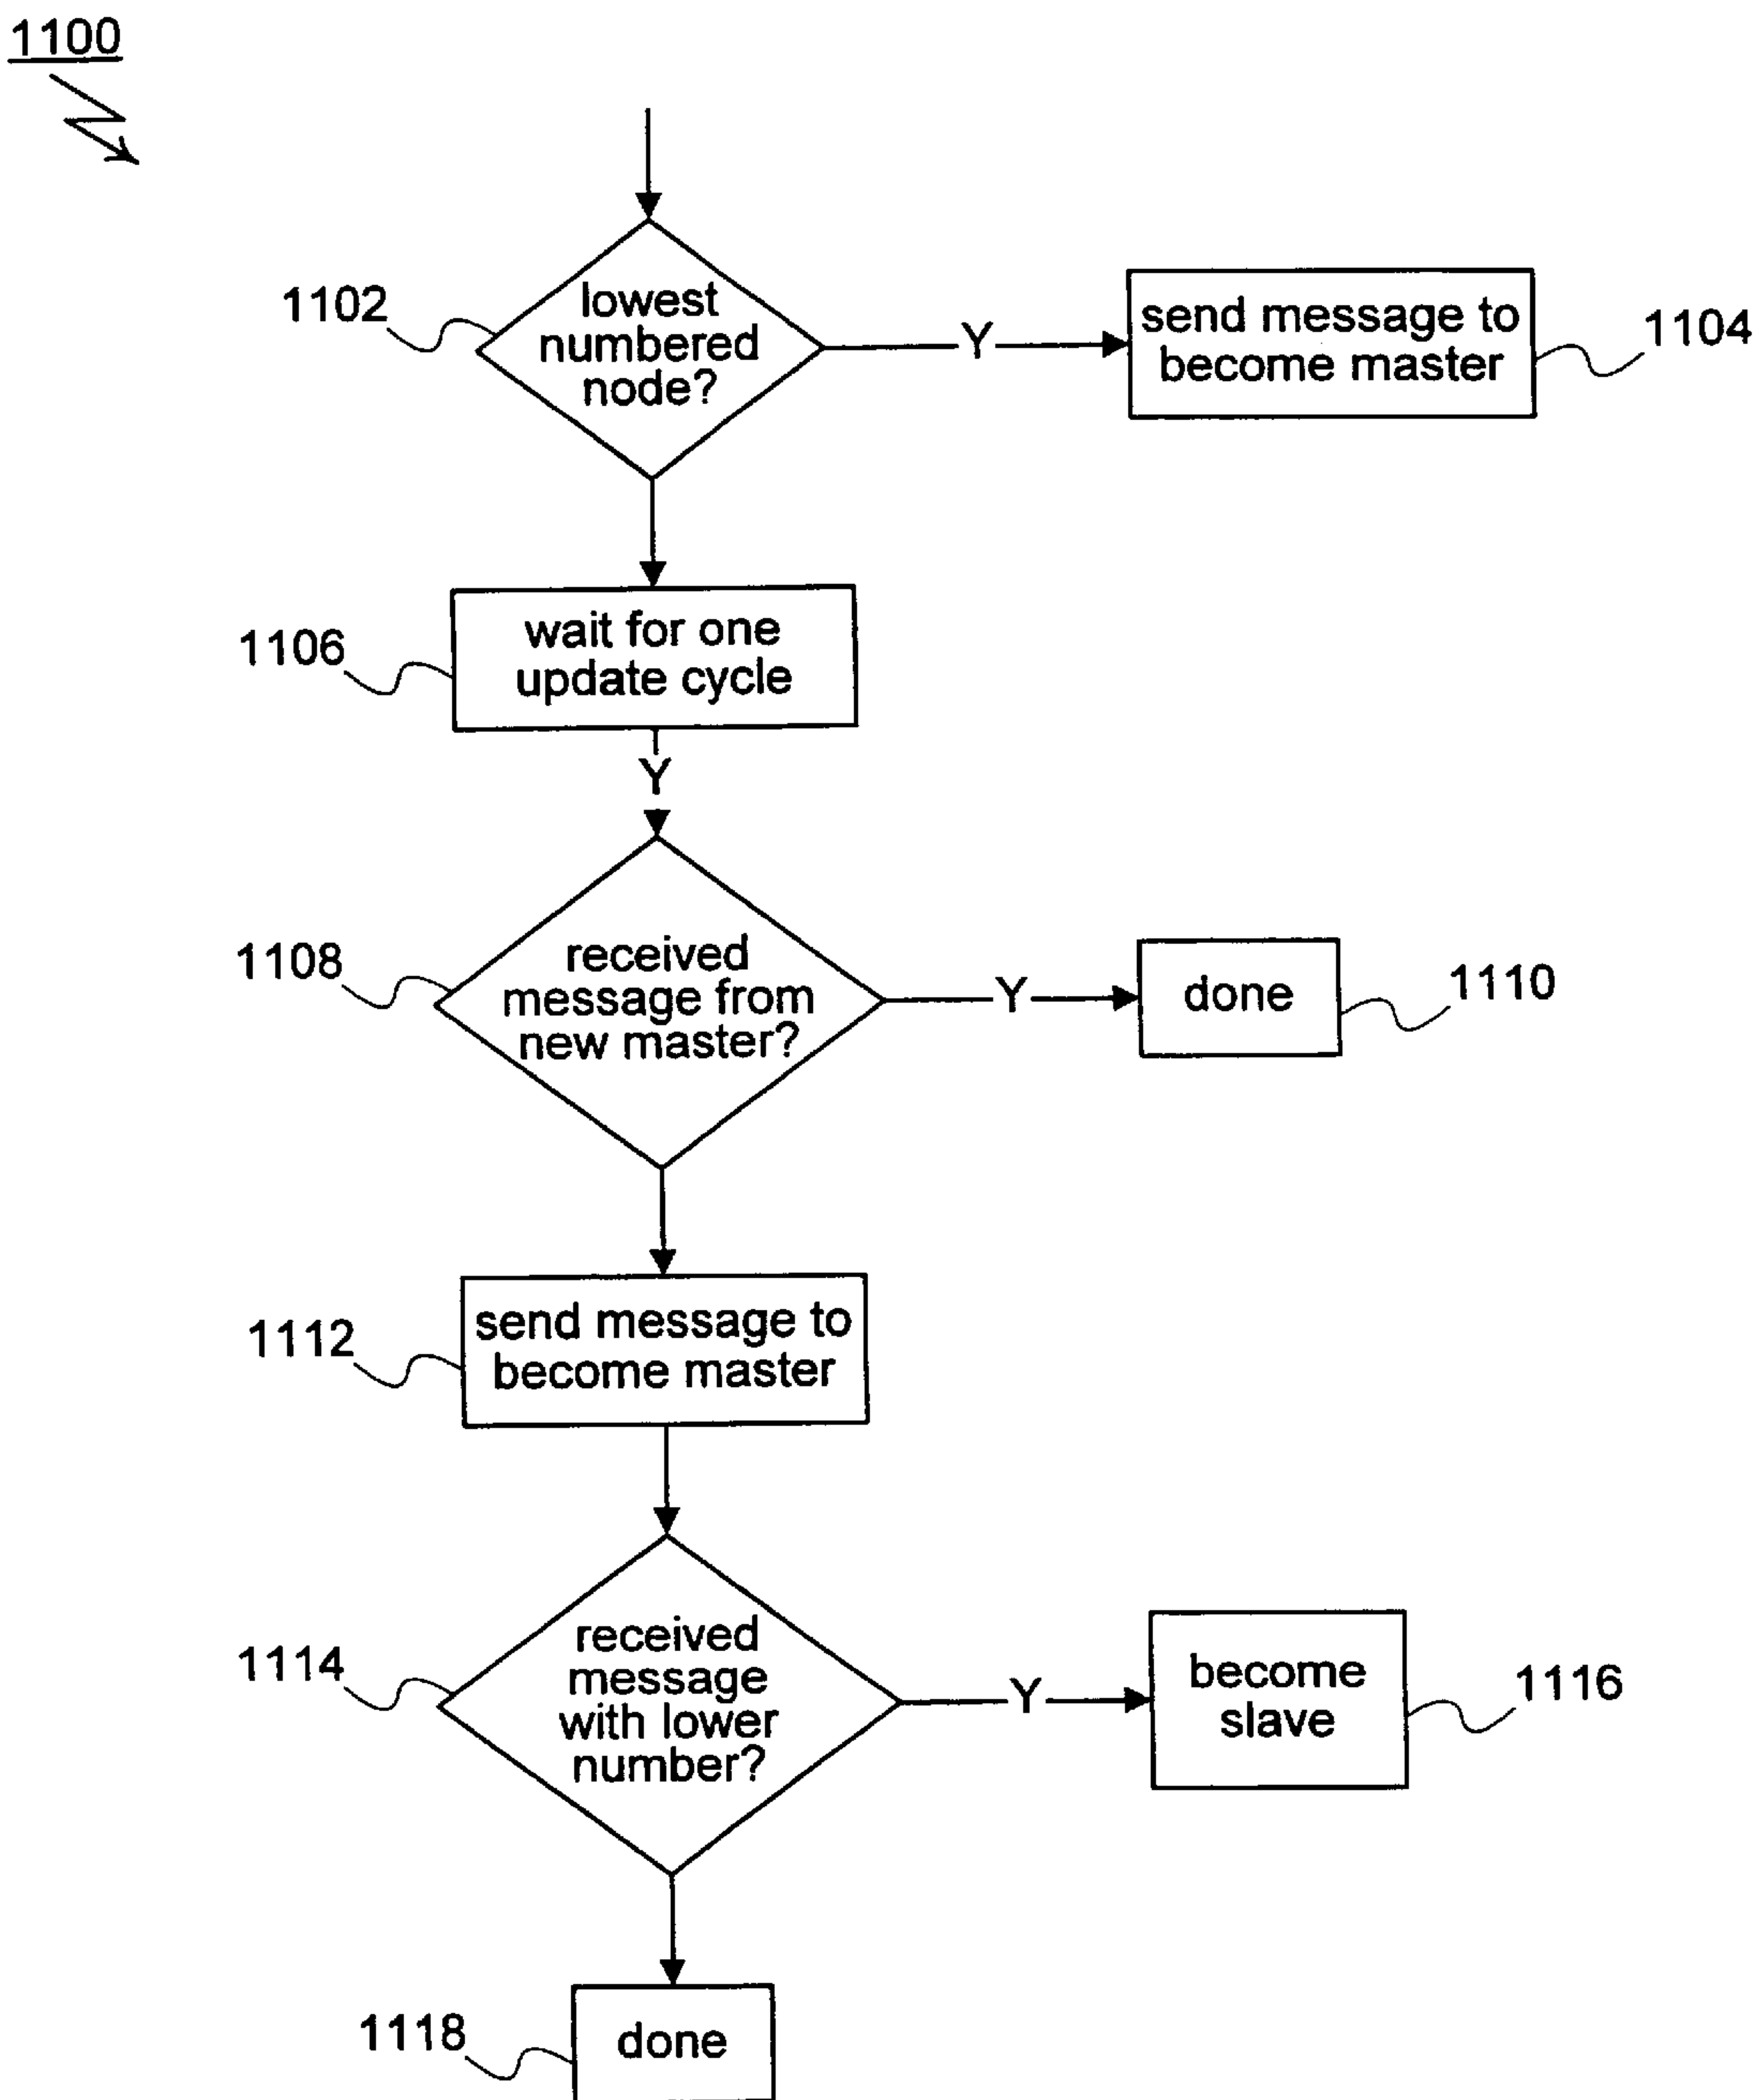 1100
1102
lowest
numbered
node?
Y
send message to
become master
1104
1106
wait for one
update cycle
Y
1108
received
message from
new master?
Y
done
1110
1112
send message to
become master
1114
received
message
with lower
number?
Y
become
slave
1116
1118
done